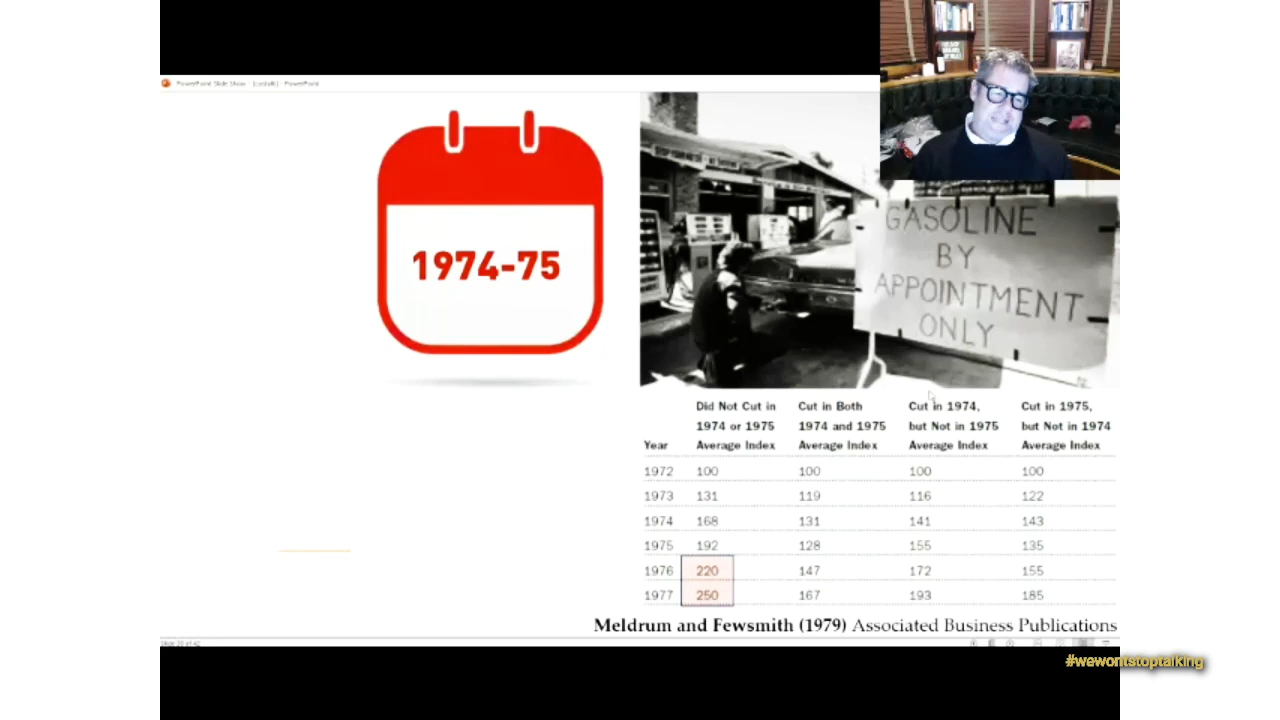 PowerPoint Slide Show - [ - PowerPoint
1974-75
GASOLINE
BY
APPOINTMENT
ONLY
Did Not Cut in Cut in Both Cut in 1974, Cut in 1975,
1974 or 1975 1974 and 1975 but Not in 1975 but Not in 1974
Year Average Index Average Index Average Index Average Index
1972 100 100 100 100
1973 131 119 116 122
1974 168 131 141 143
1975 192 128 155 135
1976 220 147 172 155
1977 250 167 193 185
Meldrum and Fewsmith (1979) Associated Business Publications
#wewontstoptalking